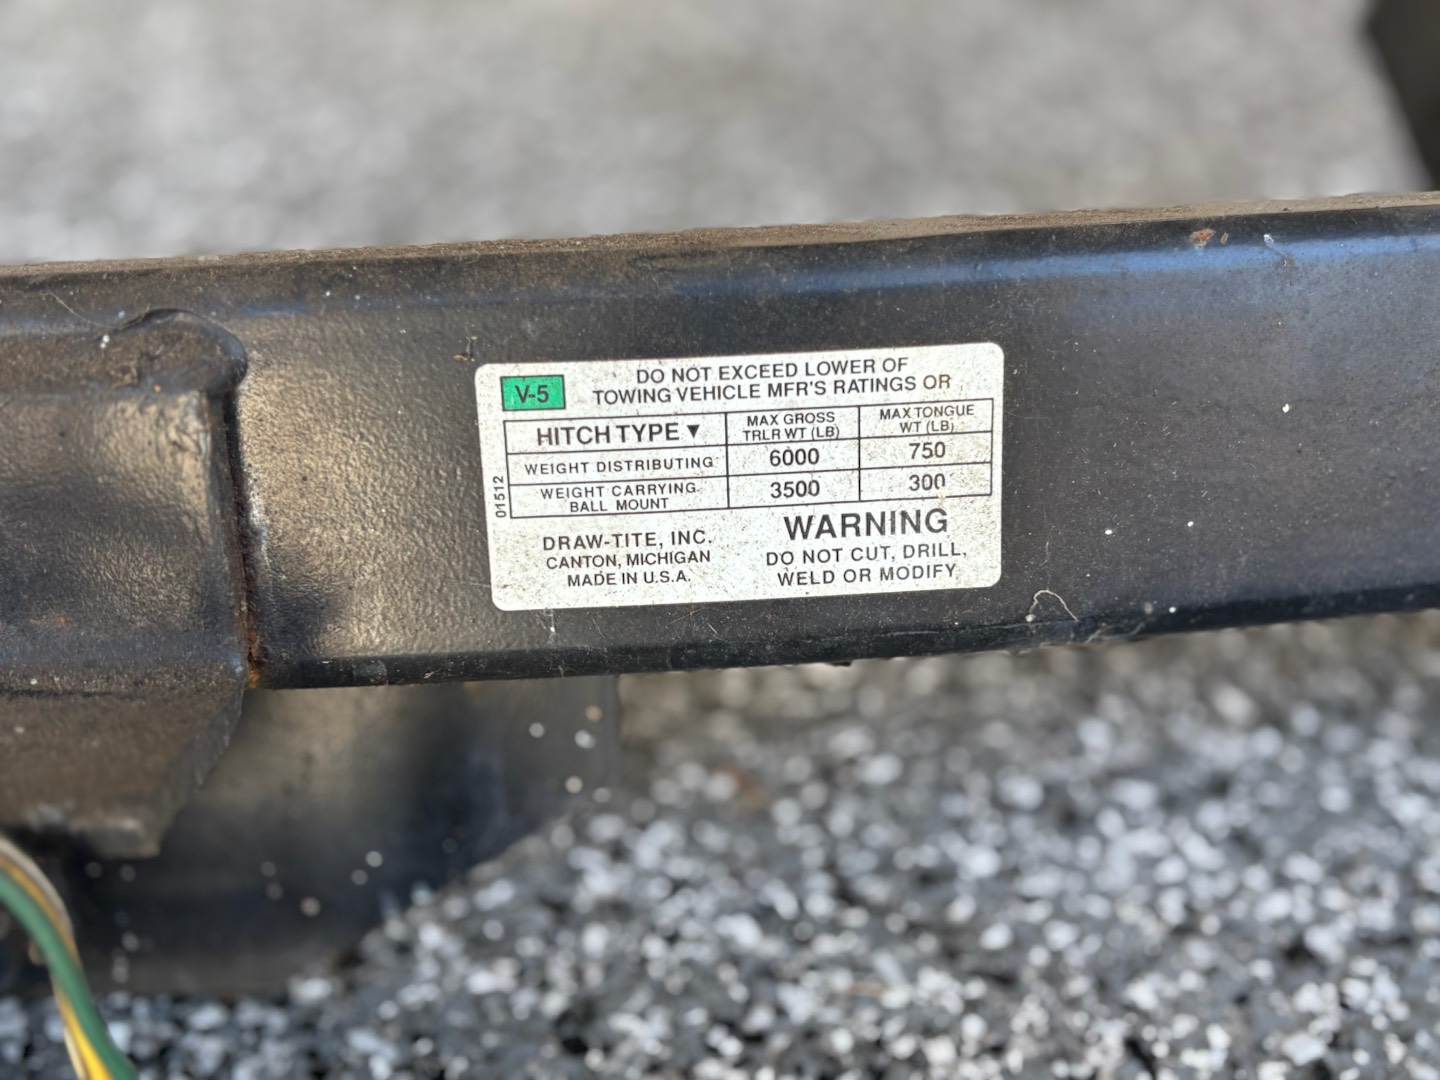 V-5
DO NOT EXCEED LOWER OF
TOWING VEHICLE MFR'S RATINGS OR
HITCH TYPE ▼
MAX GROSS
TRLR WT (LB)
MAX TONGUE
WT (LB)
WEIGHT DISTRIBUTING
6000
750
WEIGHT CARRYING
BALL MOUNT
3500
300
01512
DRAW-TITE, INC.
CANTON, MICHIGAN
MADE IN U.S.A.
WARNING
DO NOT CUT, DRILL,
WELD OR MODIFY.